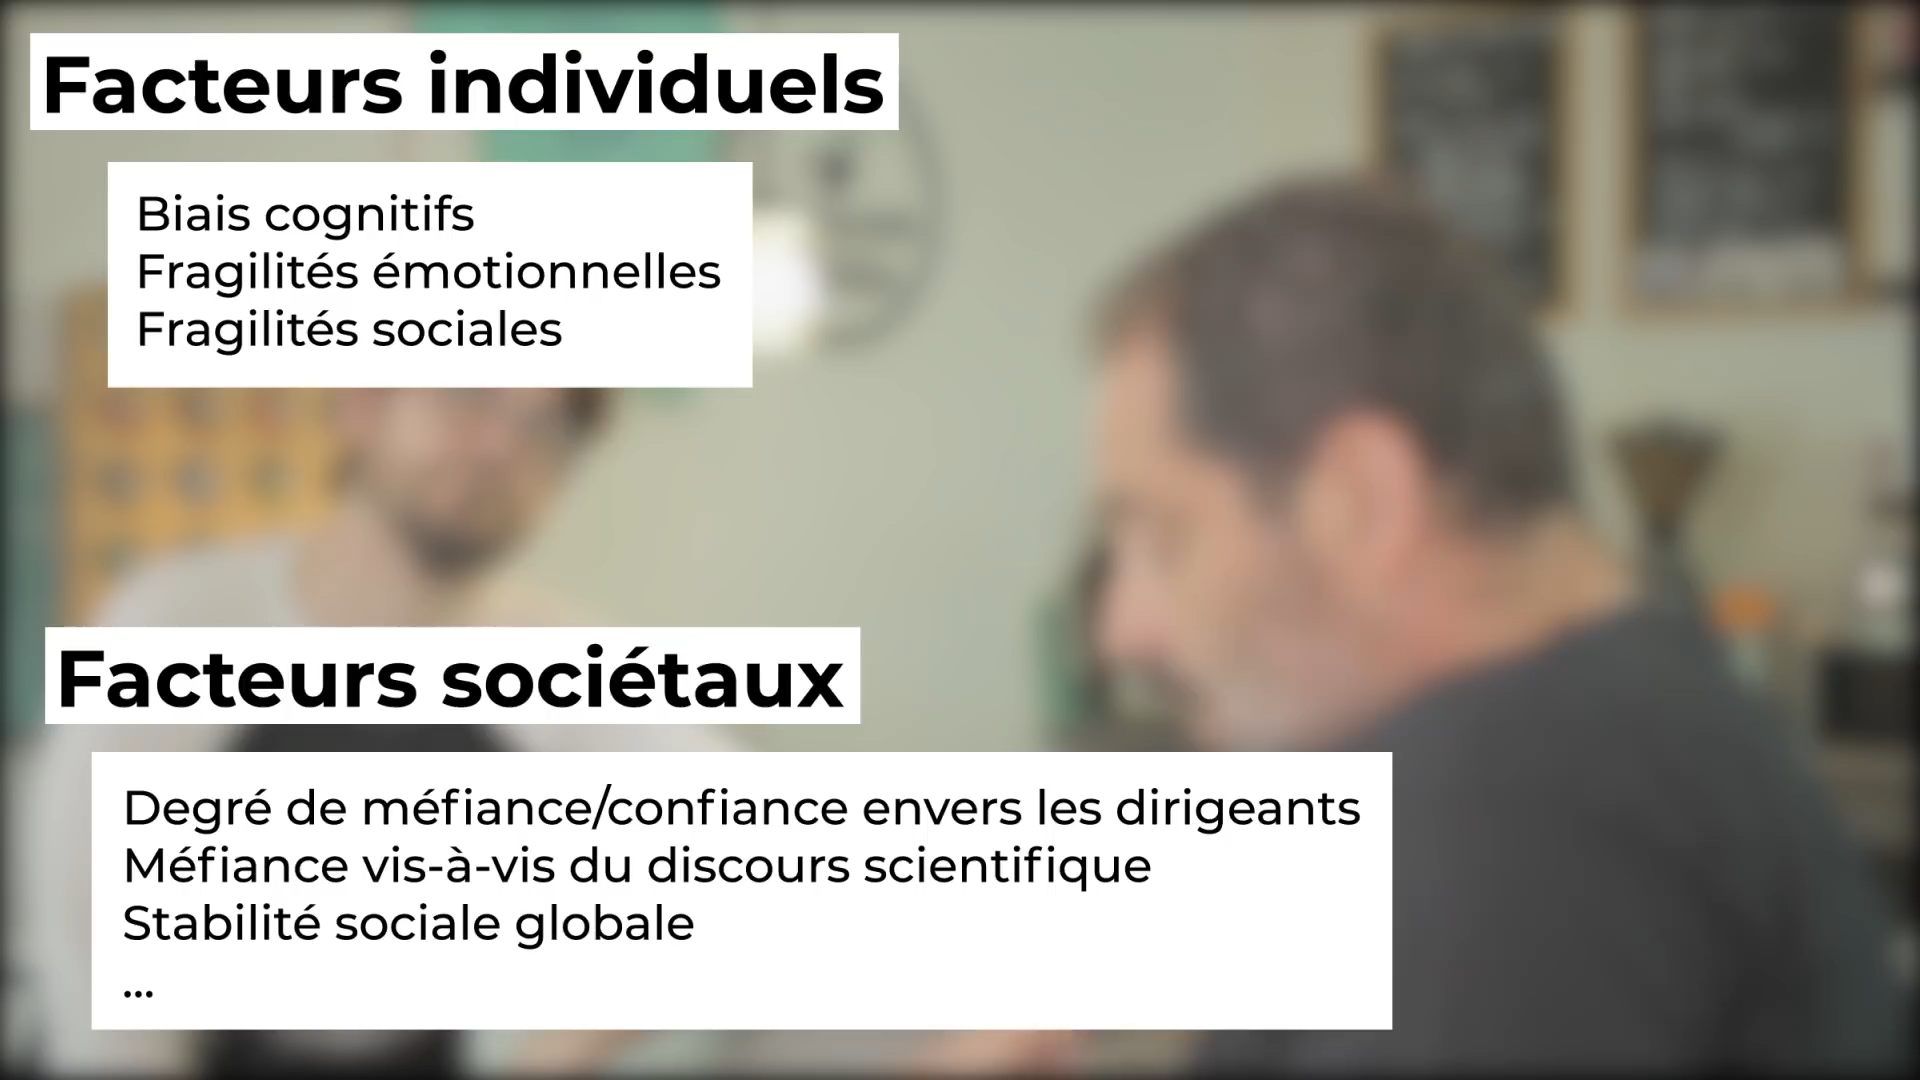 Facteurs individuels
Biais cognitifs
Fragilités émotionnelles
Fragilités sociales
Facteurs sociétaux
Degré de méfiance/confiance envers les dirigeants
Méfiance vis-à-vis du discours scientifique
Stabilité sociale globale
...